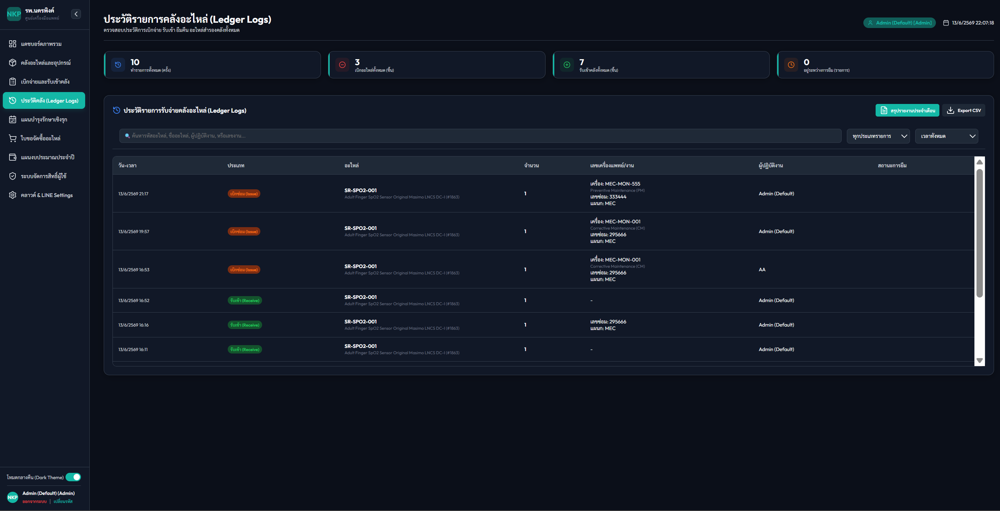 NKP
รพ.นครพิงค์
ศูนย์เครื่องมือแพทย์
แดชบอร์ดภาพรวม
คลังอะไหล่และอุปกรณ์
เบิกจ่ายและรับเข้าคลัง
ประวัติคลัง (Ledger Logs)
แผนบำรุงรักษาเชิงรุก
ใบขอจัดซื้ออะไหล่
แผนงบประมาณประจำปี
ระบบจัดการสิทธิ์ผู้ใช้
คลาวด์ & LINE Settings
โหมดกลางคืน (Dark Theme)
NKP
Admin (Default) (Admin)
ออกจากระบบ | เปลี่ยนรหัส
ประวัติรายการคลังอะไหล่ (Ledger Logs)
ตรวจสอบประวัติการเบิกจ่าย รับเข้า ยืมคืน อะไหล่สำรองคลังทั้งหมด
Admin (Default) [Admin]
13/6/2569 22:07:18
10
ทำรายการทั้งหมด (ครั้ง)
3
เบิกอะไหล่ทั้งหมด (ชิ้น)
7
รับเข้าคลังทั้งหมด (ชิ้น)
0
อยู่ระหว่างการยืม (รายการ)
ประวัติรายการรับจ่ายคลังอะไหล่ (Ledger Logs)
สรุปรายงานประจำเดือน
Export CSV
ค้นหารหัสอะไหล่, ชื่ออะไหล่, ผู้ปฏิบัติงาน, หรือเลขงาน...
ทุกประเภทรายการ
เวลาทั้งหมด
วัน-เวลา ประเภท อะไหล่ จำนวน เลขเครื่องแพทย์/งาน ผู้ปฏิบัติงาน สถานะการยืม
13/6/2569 21:17
เบิกซ่อม (Issue)
SR-SPO2-001
Adult Finger SpO2 Sensor Original Masimo LNCS DC-I (#1863)
1
เครื่อง: MEC-MON-555
Preventive Maintenance (PM)
เลขซ่อม: 333444
แผนก: MEC
Admin (Default)
13/6/2569 19:57
เบิกซ่อม (Issue)
SR-SPO2-001
Adult Finger SpO2 Sensor Original Masimo LNCS DC-I (#1863)
1
เครื่อง: MEC-MON-001
Corrective Maintenance (CM)
เลขซ่อม: 295666
แผนก: MEC
Admin (Default)
13/6/2569 16:53
เบิกซ่อม (Issue)
SR-SPO2-001
Adult Finger SpO2 Sensor Original Masimo LNCS DC-I (#1863)
1
เครื่อง: MEC-MON-001
Corrective Maintenance (CM)
เลขซ่อม: 295666
แผนก: MEC
AA
13/6/2569 16:52
รับเข้า (Receive)
SR-SPO2-001
Adult Finger SpO2 Sensor Original Masimo LNCS DC-I (#1863)
1
-
Admin (Default)
13/6/2569 16:16
รับเข้า (Receive)
SR-SPO2-001
Adult Finger SpO2 Sensor Original Masimo LNCS DC-I (#1863)
1
เลขซ่อม: 295666
แผนก: MEC
Admin (Default)
13/6/2569 16:11
รับเข้า (Receive)
SR-SPO2-001
Adult Finger SpO2 Sensor Original Masimo LNCS DC-I (#1863)
1
-
Admin (Default)